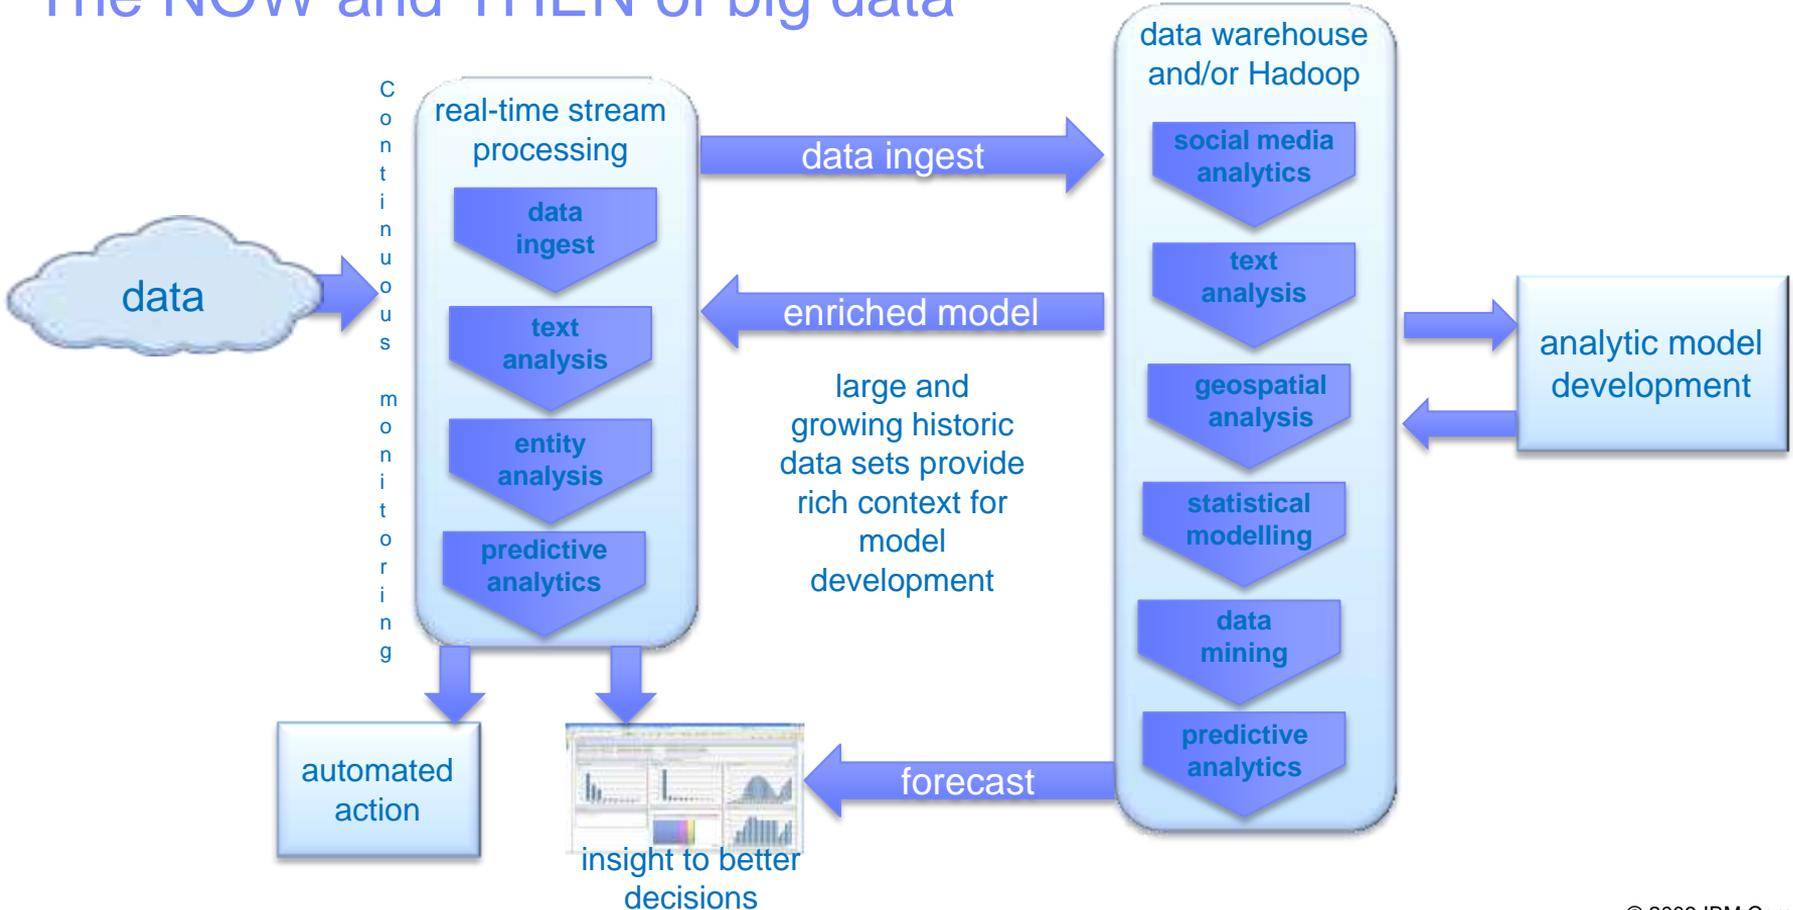 The NOW and THEN of big data
data warehouse
and/or Hadoop
Continuous monitoring
real-time stream
processing
data ingest
social media
analytics
data
ingest
text
analysis
data
enriched model
text
analysis
analytic model
development
large and
growing historic
data sets provide
rich context for
model
development
geospatial
analysis
entity
analysis
statistical
modelling
predictive
analytics
data
mining
predictive
analytics
automated
action
forecast
insight to better
decisions